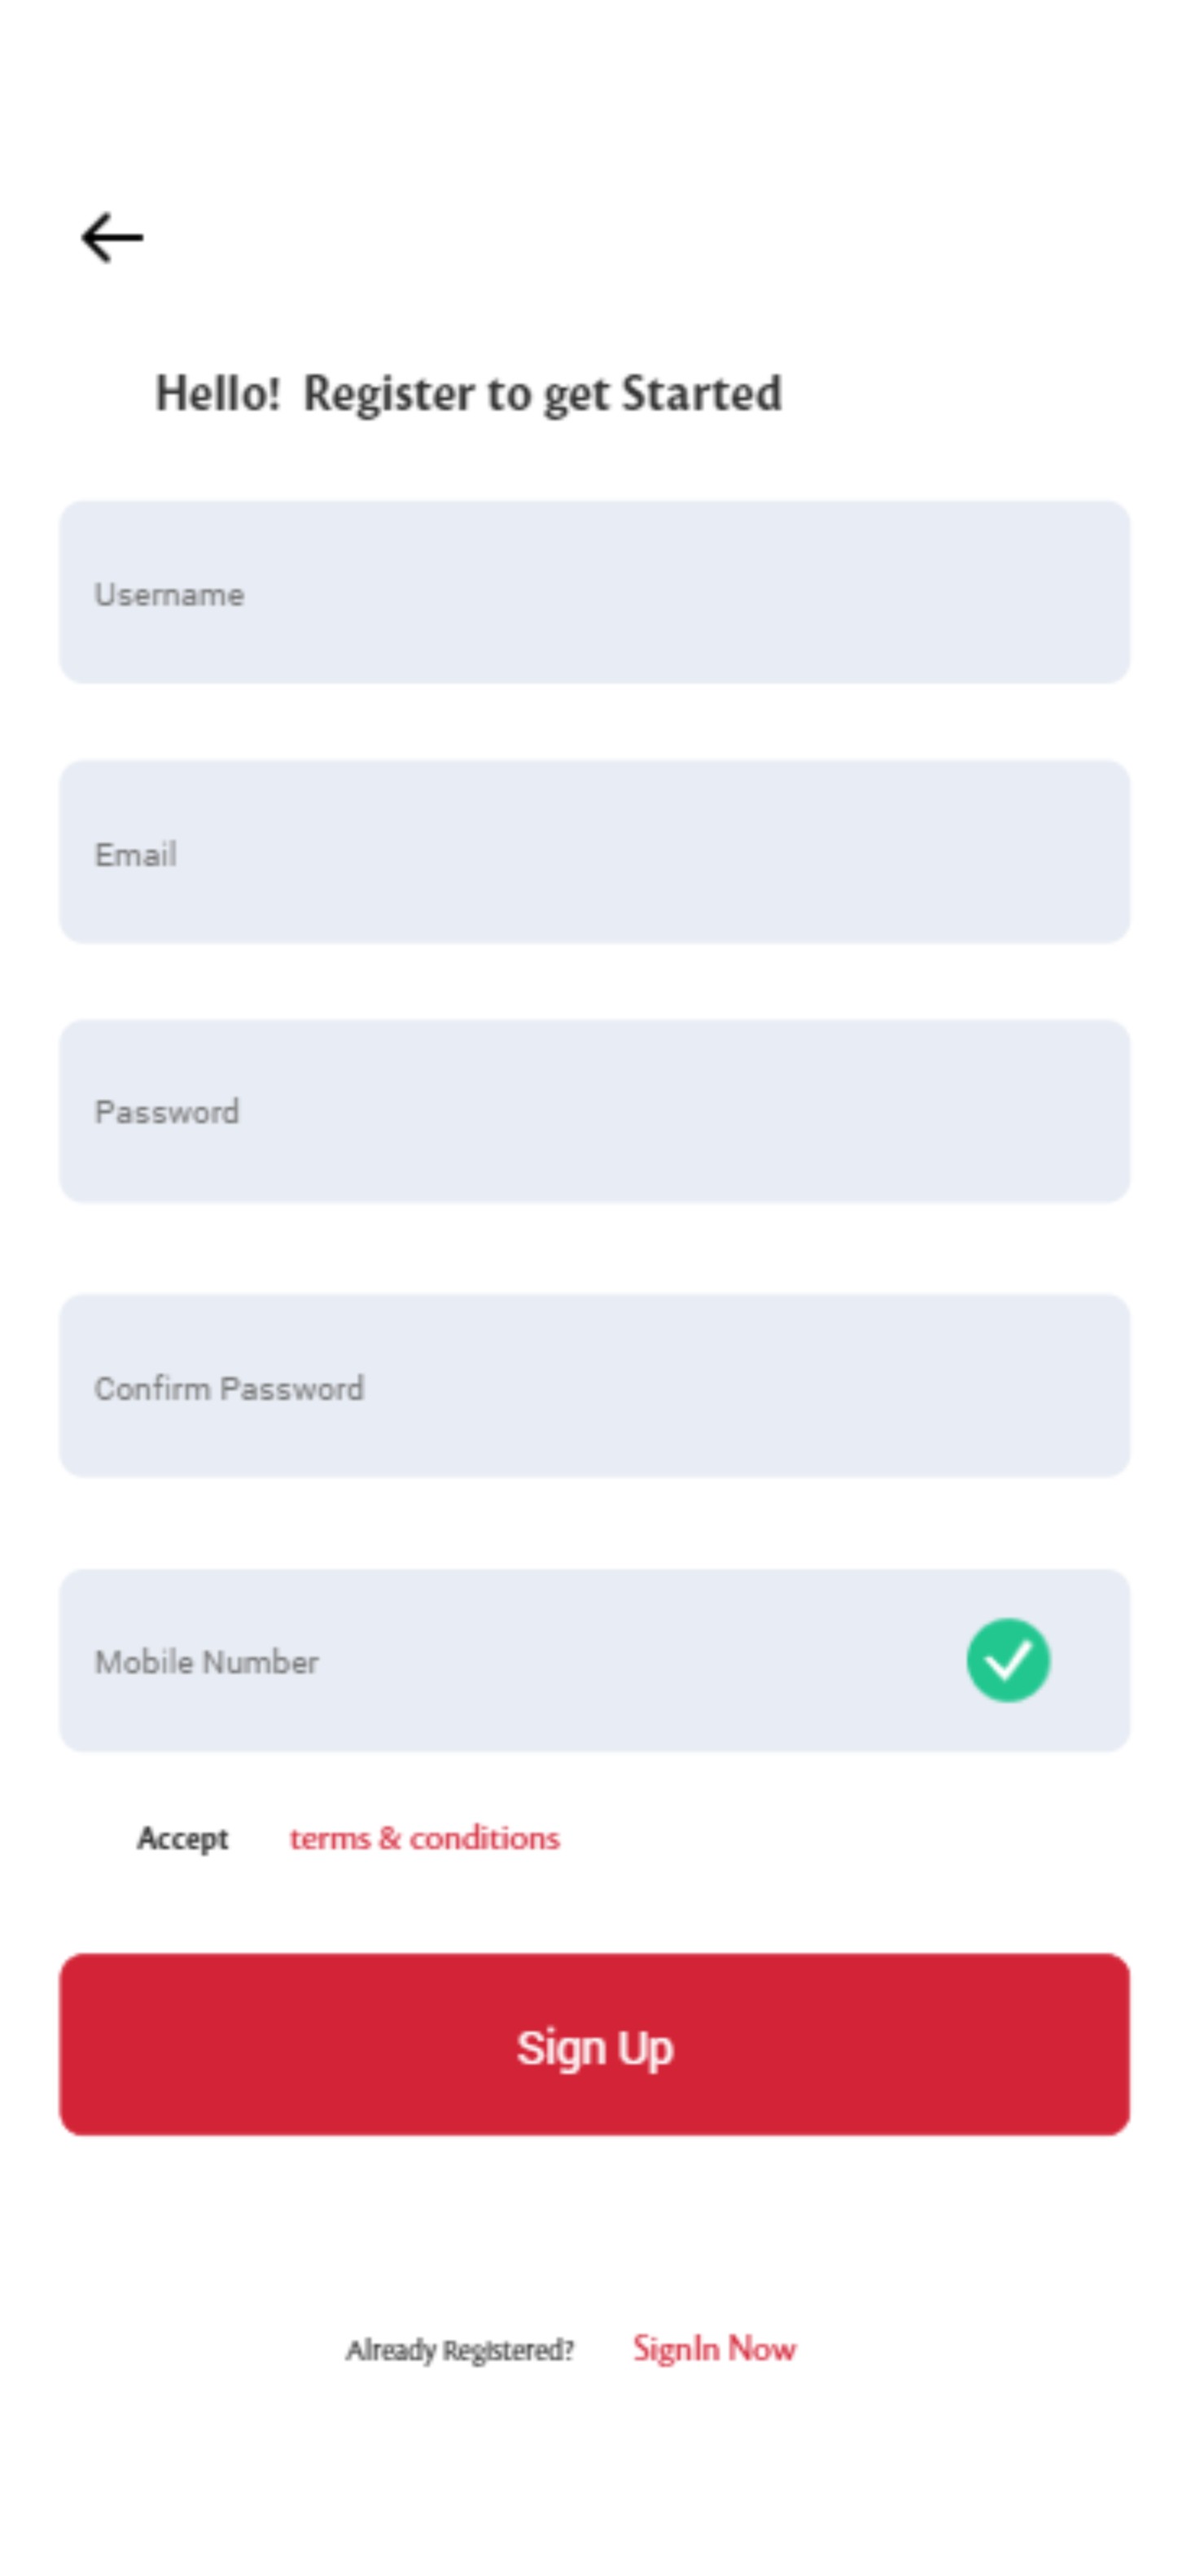 Hello! Register to get Started
Username
Email
Password
Confirm Password
Mobile Number
Accept terms & conditions
Sign Up
Already Registered? SignIn Now